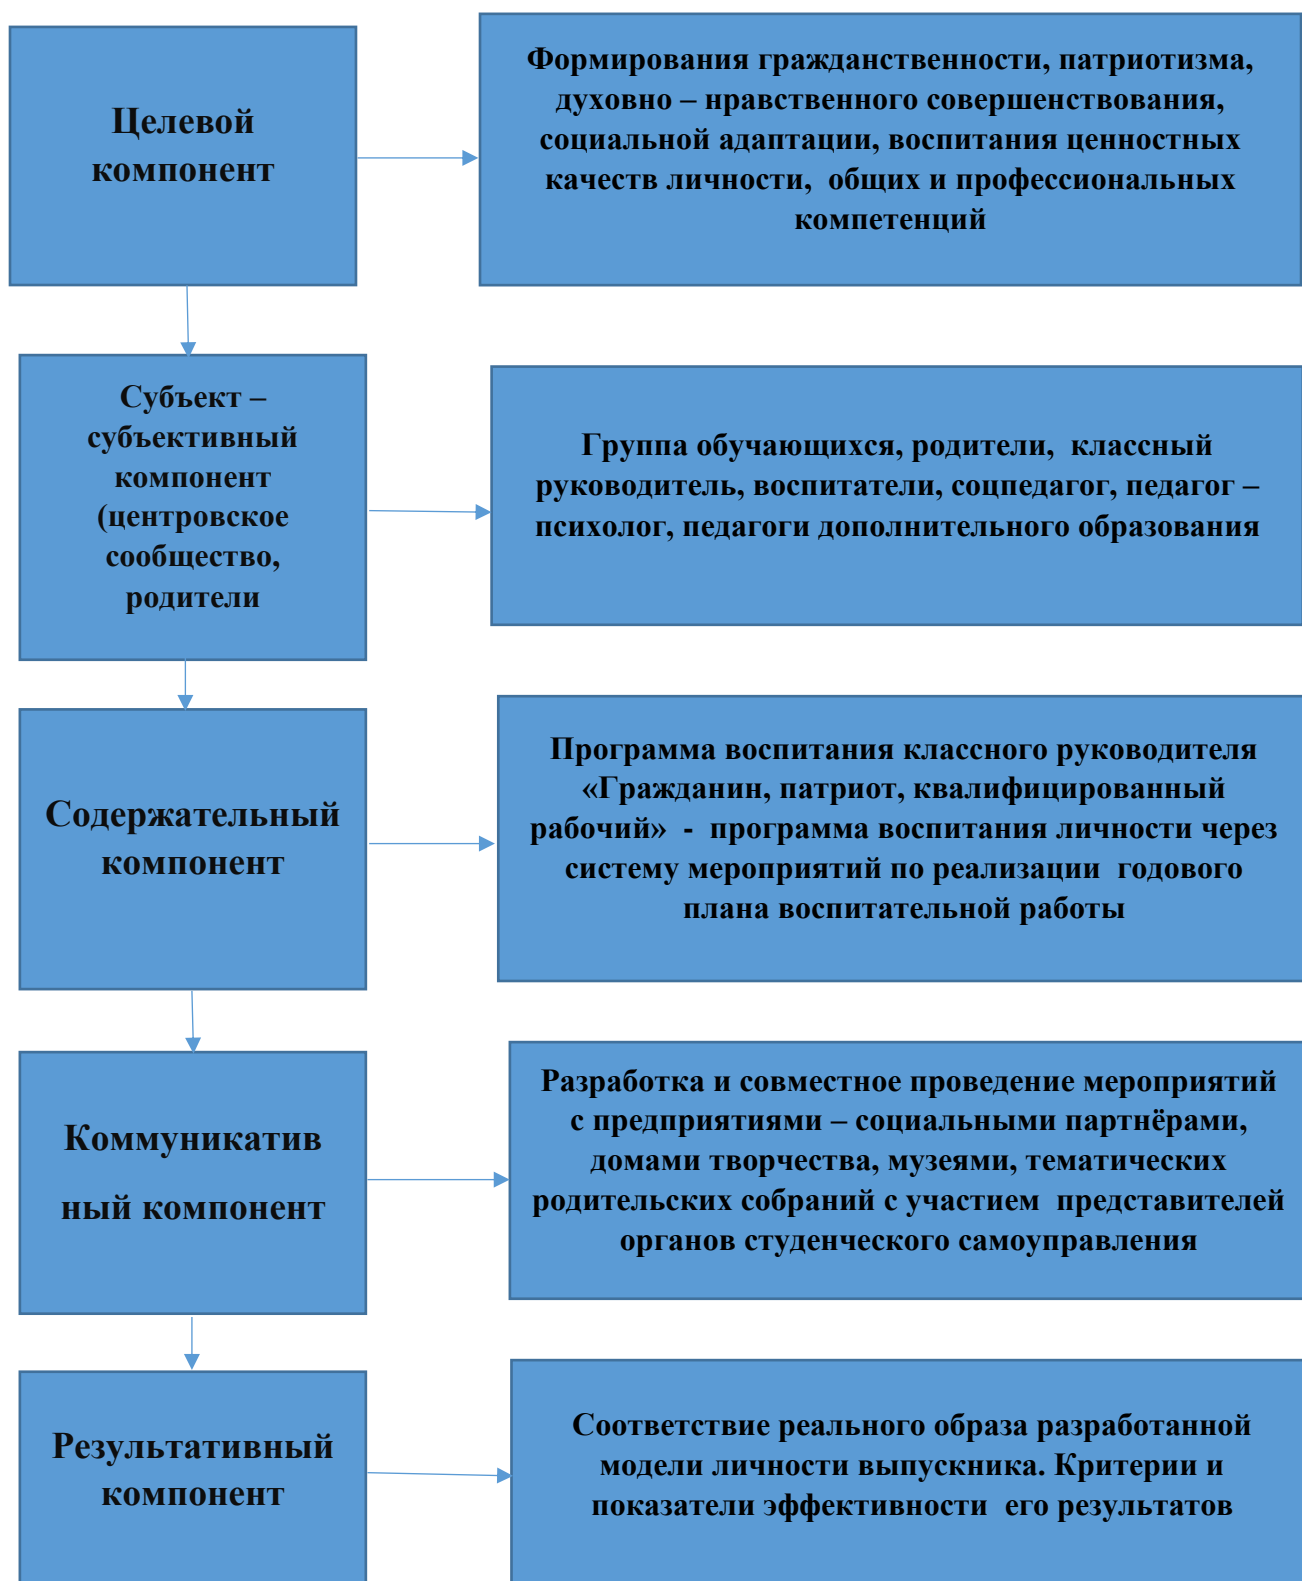 Целевой
компонент
Формирования гражданственности, патриотизма,
духовно – нравственного совершенствования,
социальной адаптации, воспитания ценностных
качеств личности, общих и профессиональных
компетенций
Субъект –
субъективный
компонент
(центровское
сообщество,
родители
Группа обучающихся, родители, классный
руководитель, воспитатели, соцпедагог, педагог –
психолог, педагоги дополнительного образования
Содержательный
компонент
Программа воспитания классного руководителя
«Гражданин, патриот, квалифицированный
рабочий» - программа воспитания личности через
систему мероприятий по реализации годового
плана воспитательной работы
Коммуникатив
ный компонент
Разработка и совместное проведение мероприятий
с предприятиями – социальными партнёрами,
домами творчества, музеями, тематических
родительских собраний с участием представителей
органов студенческого самоуправления
Результативный
компонент
Соответствие реального образа разработанной
модели личности выпускника. Критерии и
показатели эффективности его результатов